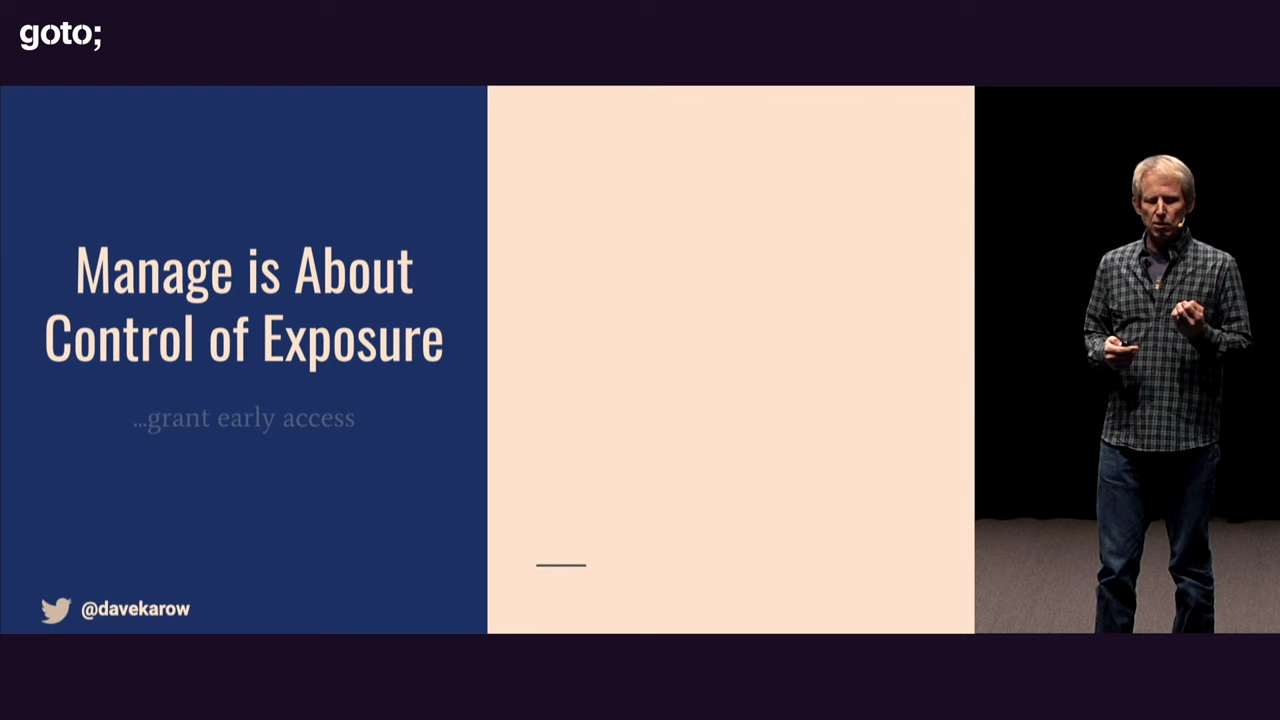 goto;
Manage is About
Control of Exposure
...grant early access
@davekarow